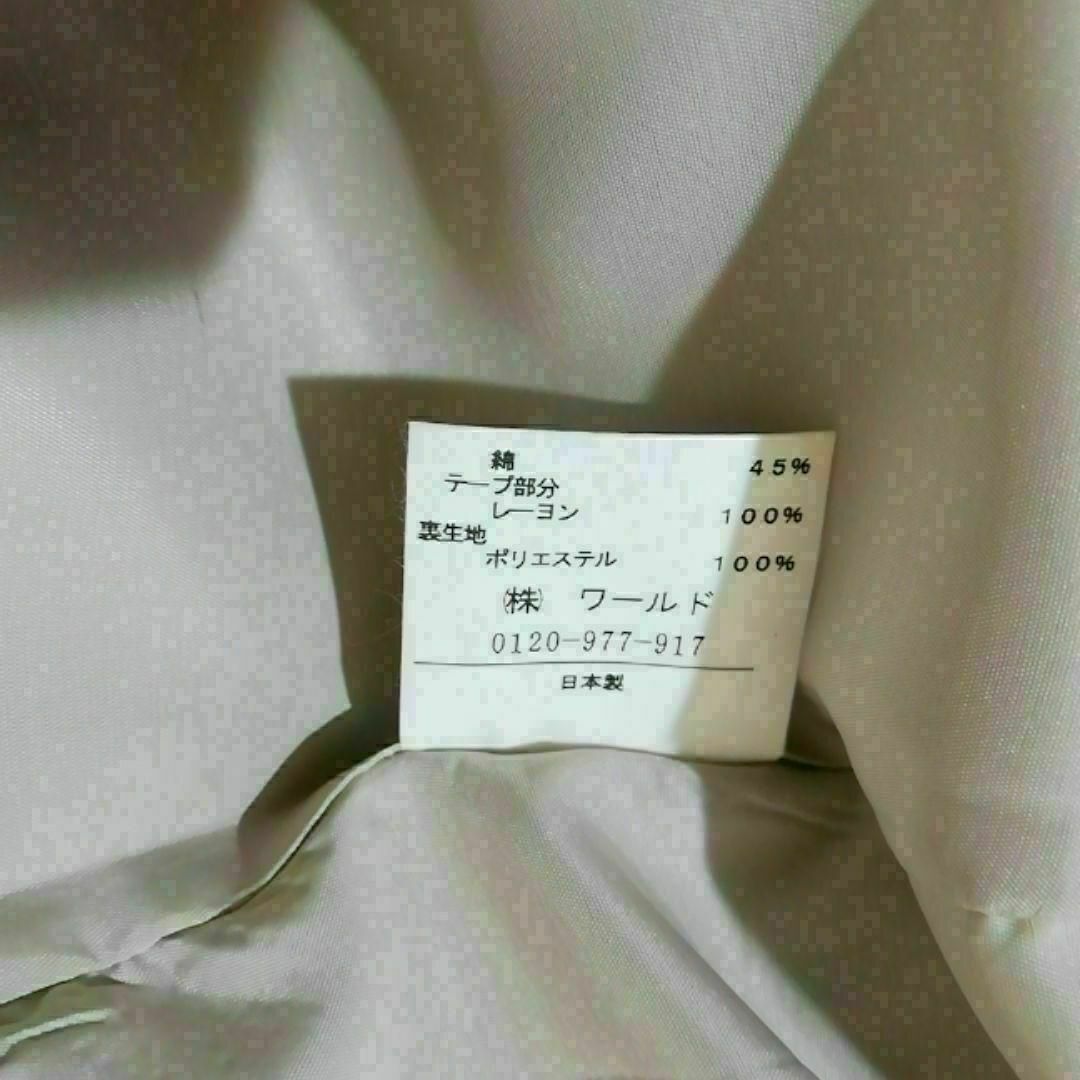 綿 45%
テープ部分
レーヨン 100%
裏生地
ポリエステル 100%
㈱ ワールド
0120-977-917
日本製